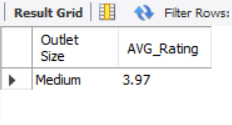 Result Grid Filter Rows:
Outlet
Size AVG_Rating
Medium 3.97